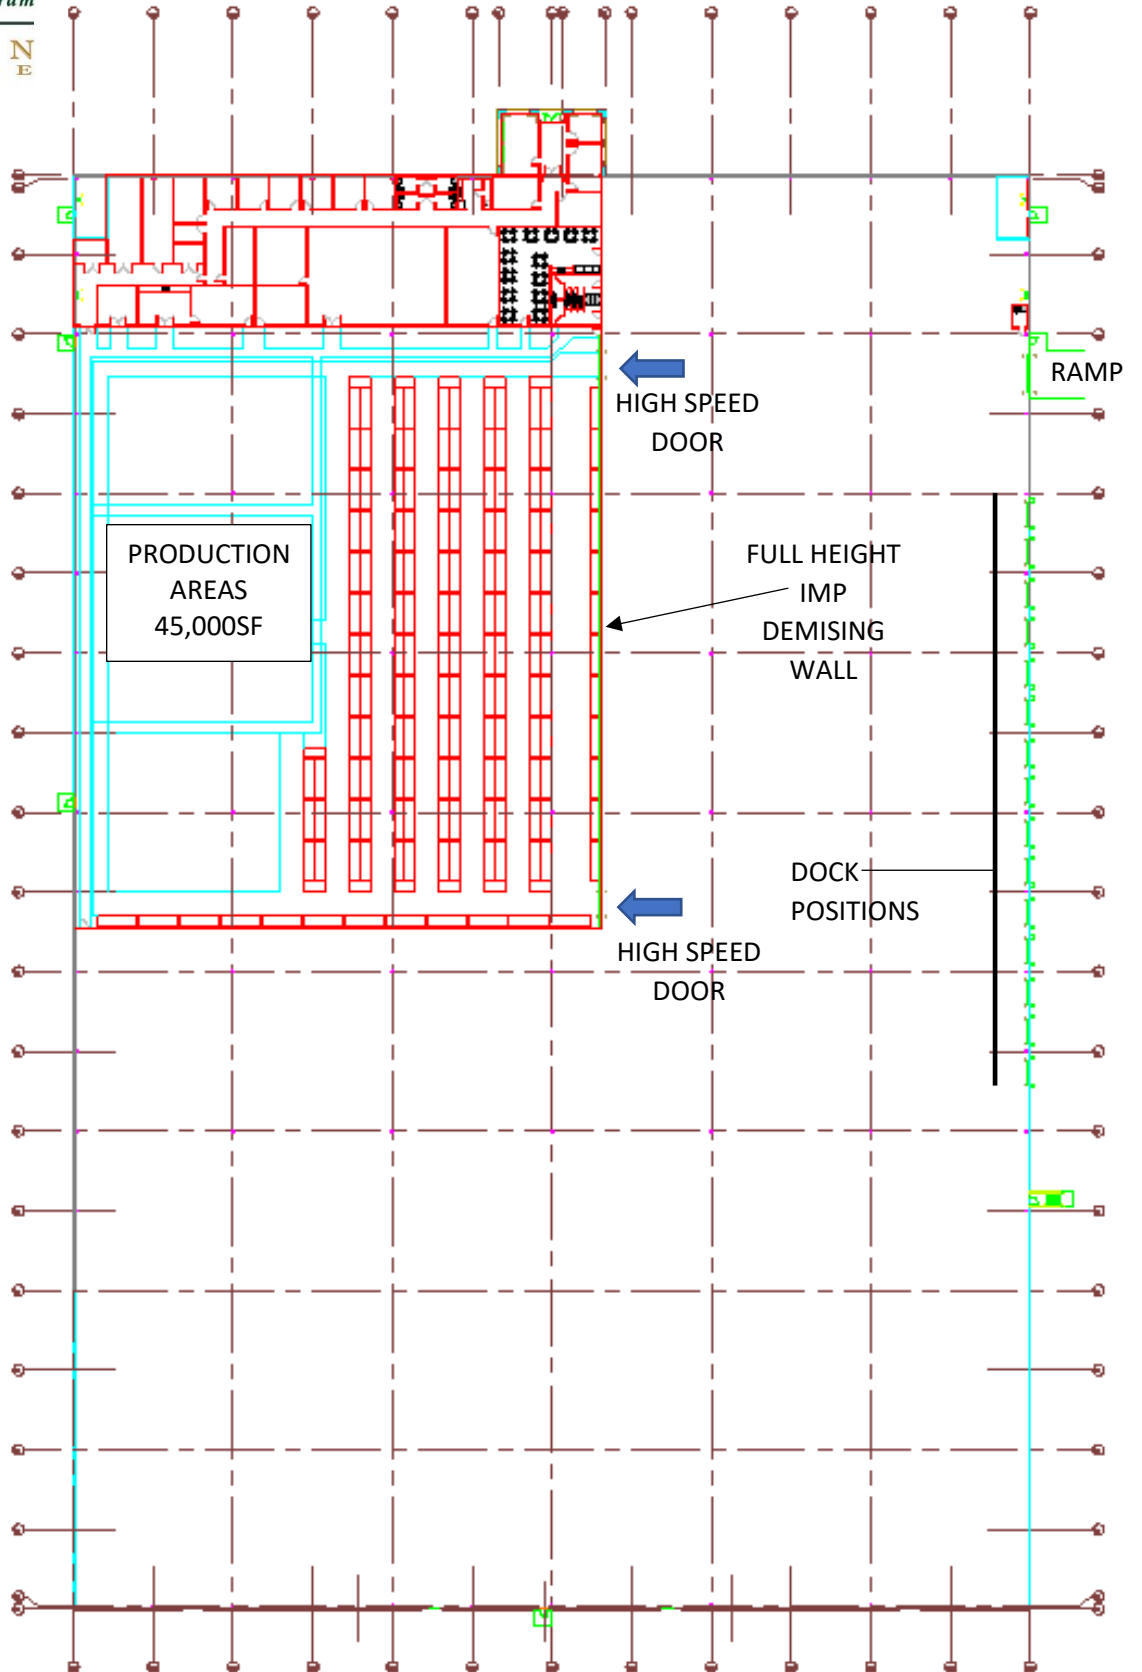 N
E
RAMP
HIGH SPEED
DOOR
PRODUCTION
AREAS
45,000SF
FULL HEIGHT
IMP
DEMISING
WALL
DOCK
POSITIONS
HIGH SPEED
DOOR